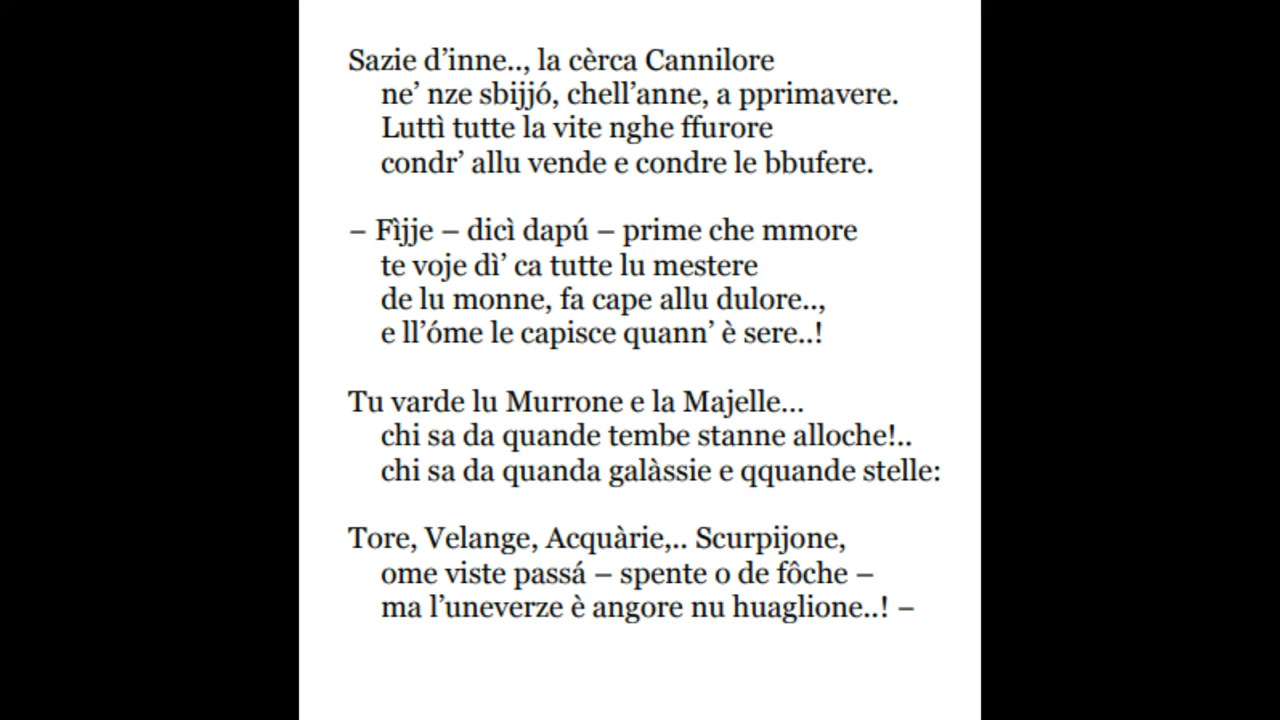 Sazie d’inne.., la cèrca Cannilore
ne’ nze sbijjó, chell’anne, a pprimavere.
Luttì tutte la vite nghe ffurore
condr’ allu vende e condre le bbufere.
– Fìjje – dicì dapú – prime che mmore
te voje dì’ ca tutte lu mestere
de lu monne, fa cape allu dulore..,
e ll’óme le capisce quann’ è sere..!
Tu varde lu Murrone e la Majelle...
chi sa da quande tembe stanne alloche!..
chi sa da quanda galàssie e qquande stelle:
Tore, Velange, Acquàrie,.. Scurpijone,
ome viste passá – spente o de fôche –
ma l’uneverze è angore nu huaglione..! –